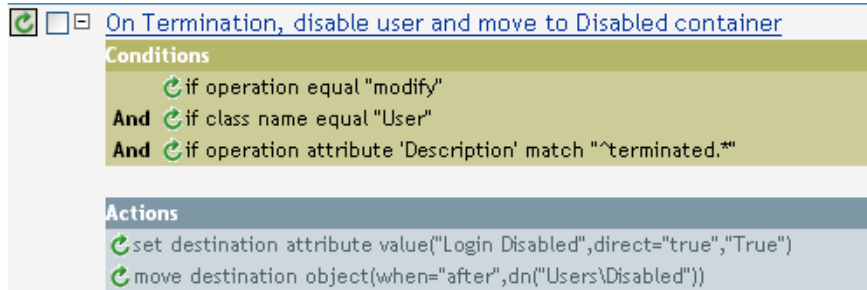 On Termination, disable user and move to Disabled container
Conditions
if operation equal "modify"
And if class name equal "User"
And if operation attribute 'Description' match "^terminated.*"
Actions
set destination attribute value("Login Disabled",direct="true","True")
move destination object(when="after",dn("Users\Disabled"))